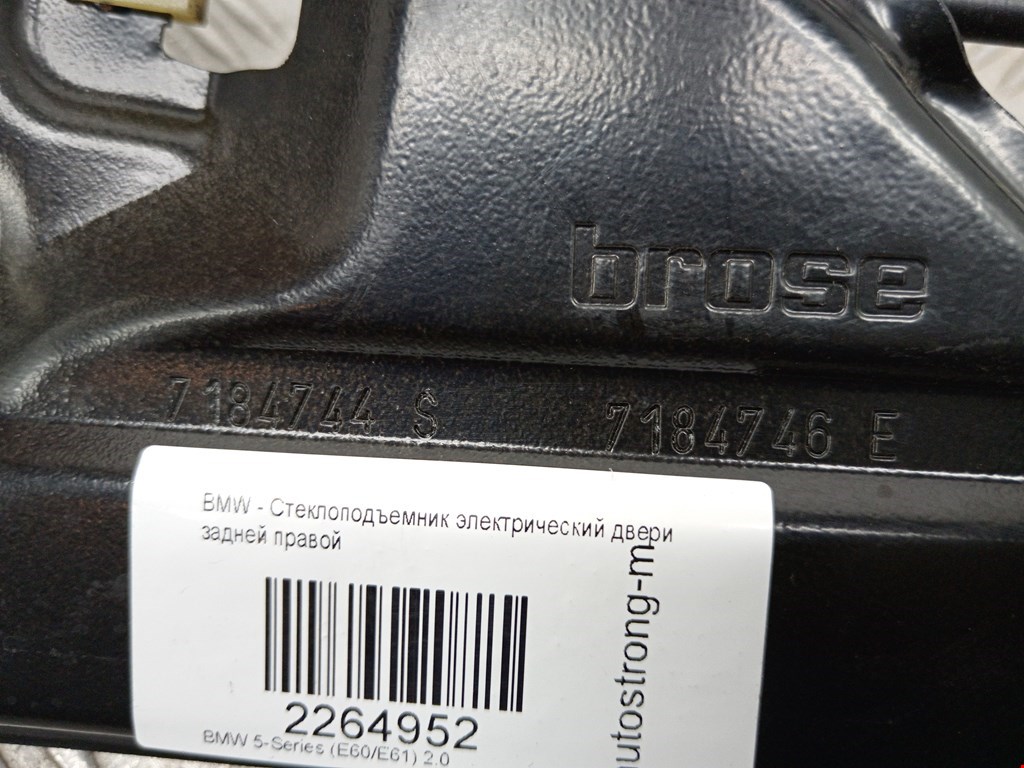 brose
7184744 S 7184746 E
BMW - Стеклоподъемник электрический двери
задней правой
2264952
BMW 5-Series (E60/E61) 2.0
autostrong-m